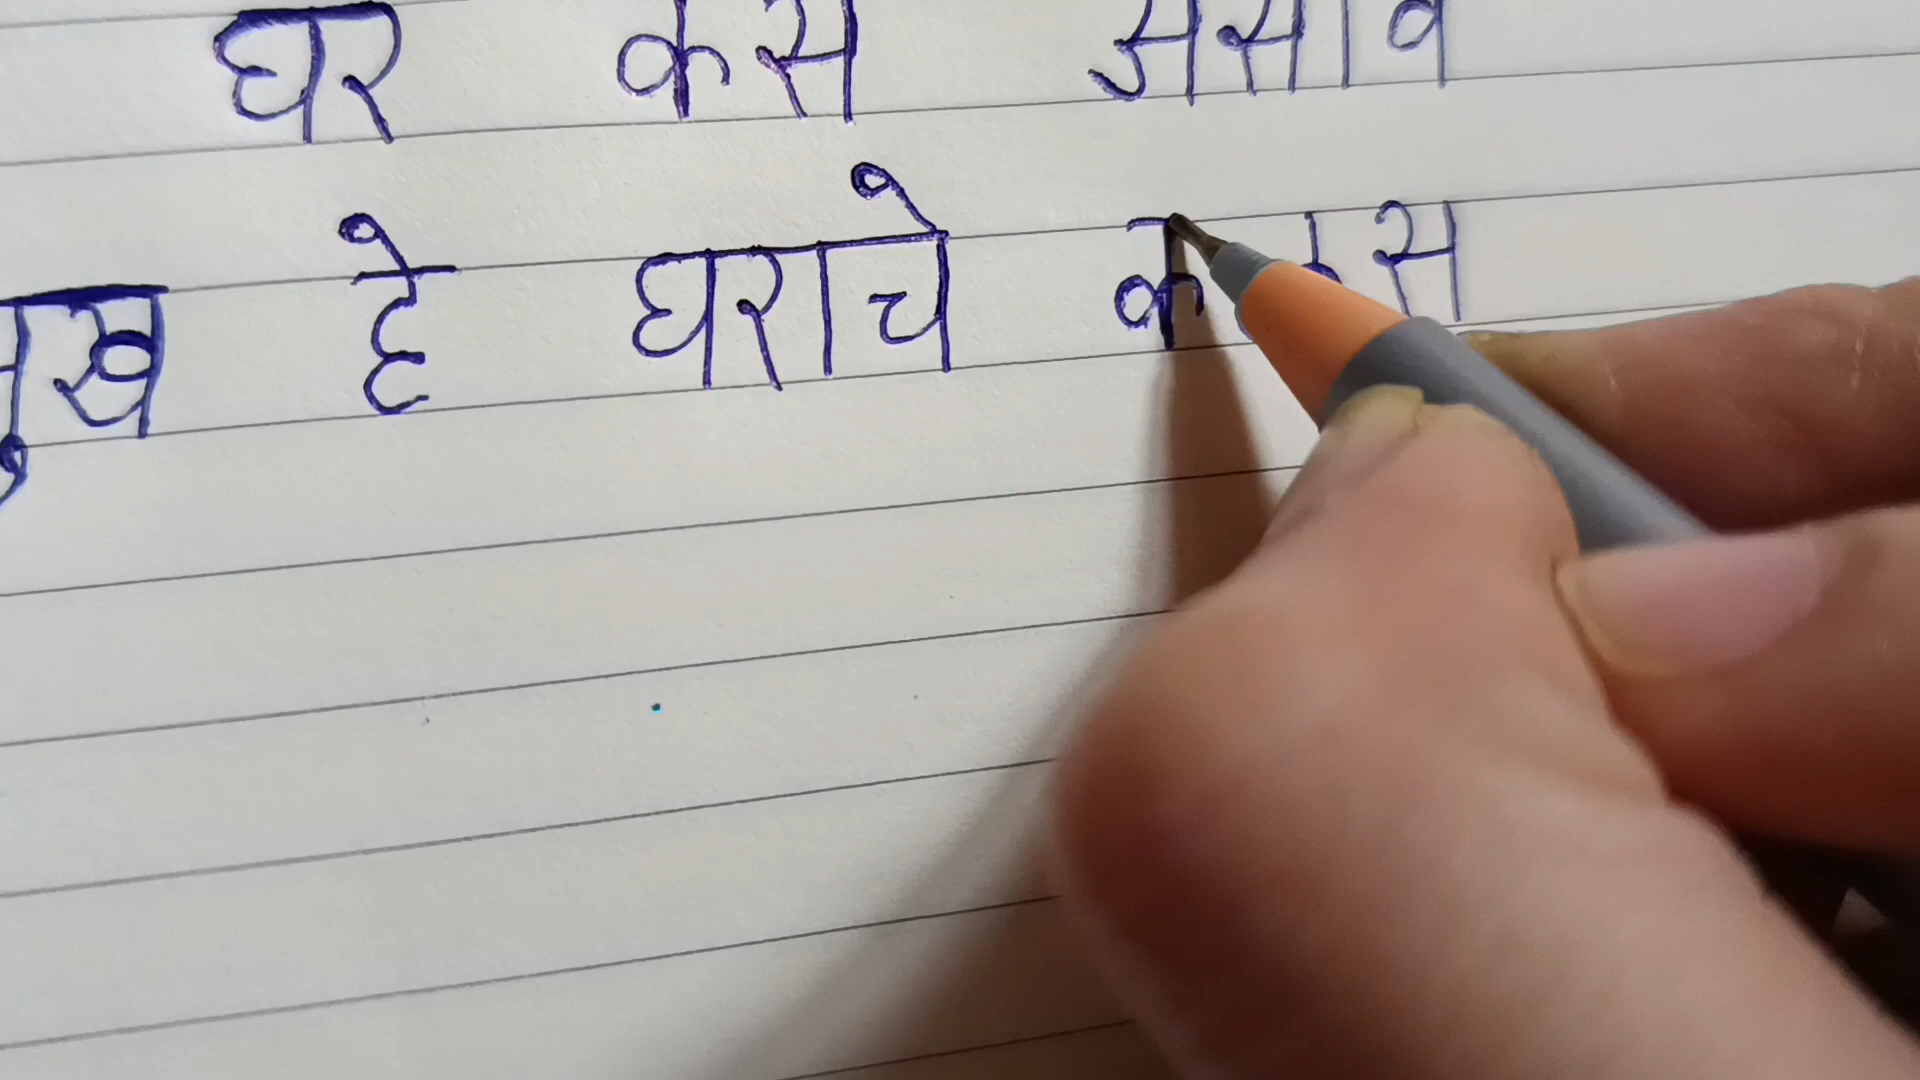 घर कस असाव
सुख हे घराचे